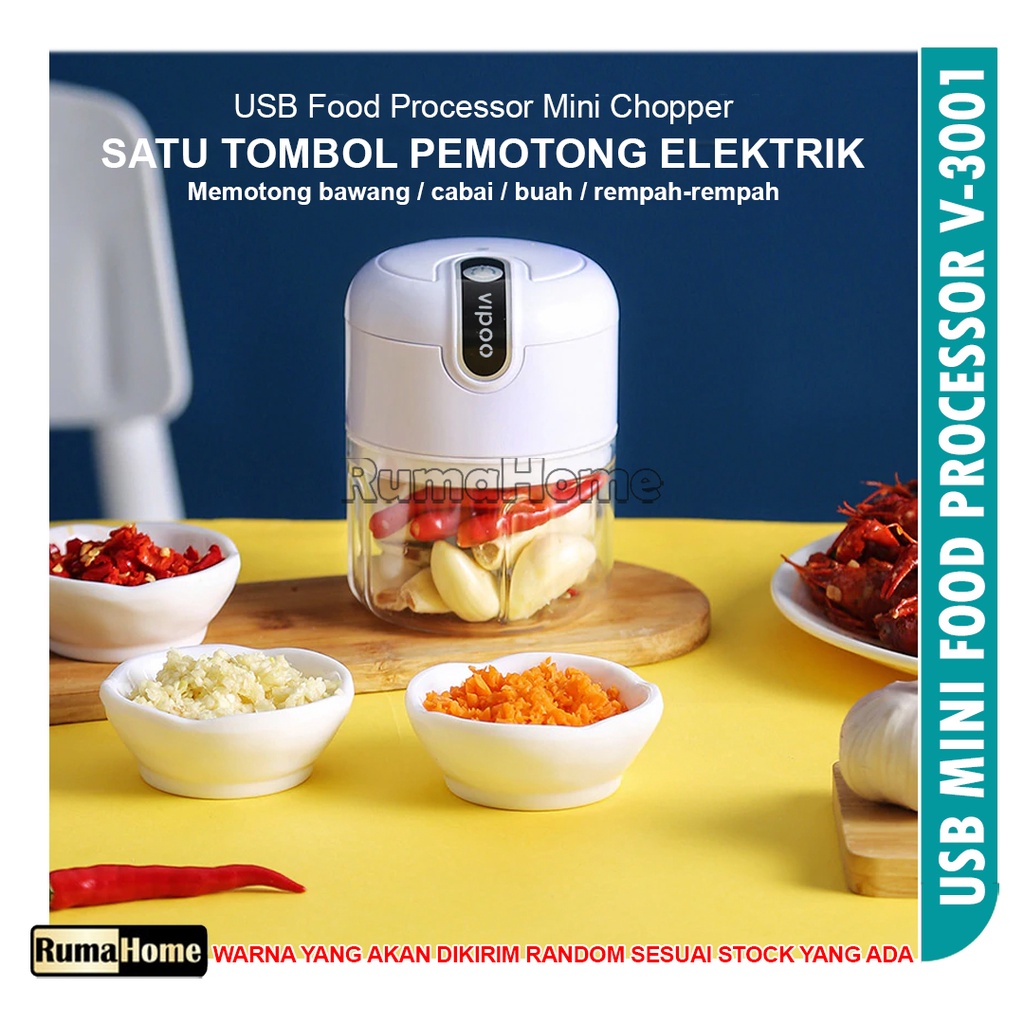 USB Food Processor Mini Chopper
SATU TOMBOL PEMOTONG ELEKTRIK
Memotong bawang / cabai / buah / rempah-rempah
vipoo
RumaHome
USB MINI FOOD PROCESSOR V-3001
RumaHome
WARNA YANG AKAN DIKIRIM RANDOM SESUAI STOCK YANG ADA